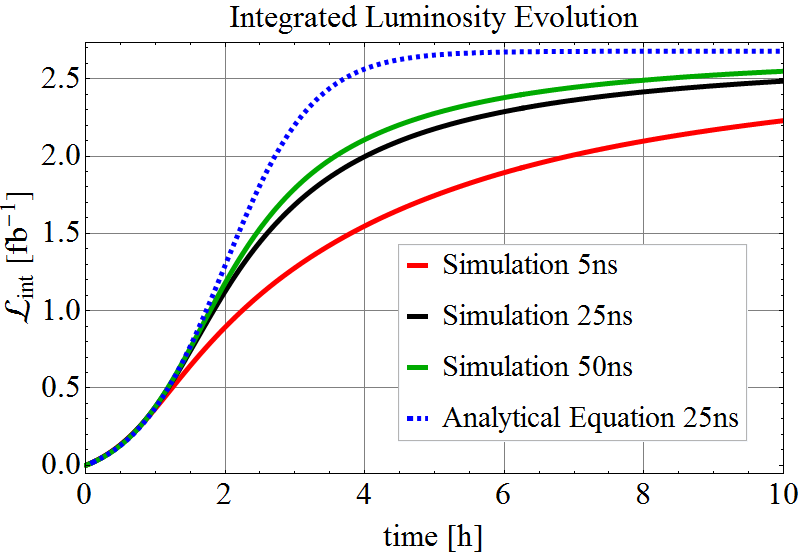 Integrated Luminosity Evolution
ℒint [fb⁻¹]
2.5
2.0
1.5
1.0
0.5
0.0
Simulation 5ns
Simulation 25ns
Simulation 50ns
Analytical Equation 25ns
0 2 4 6 8 10
time [h]